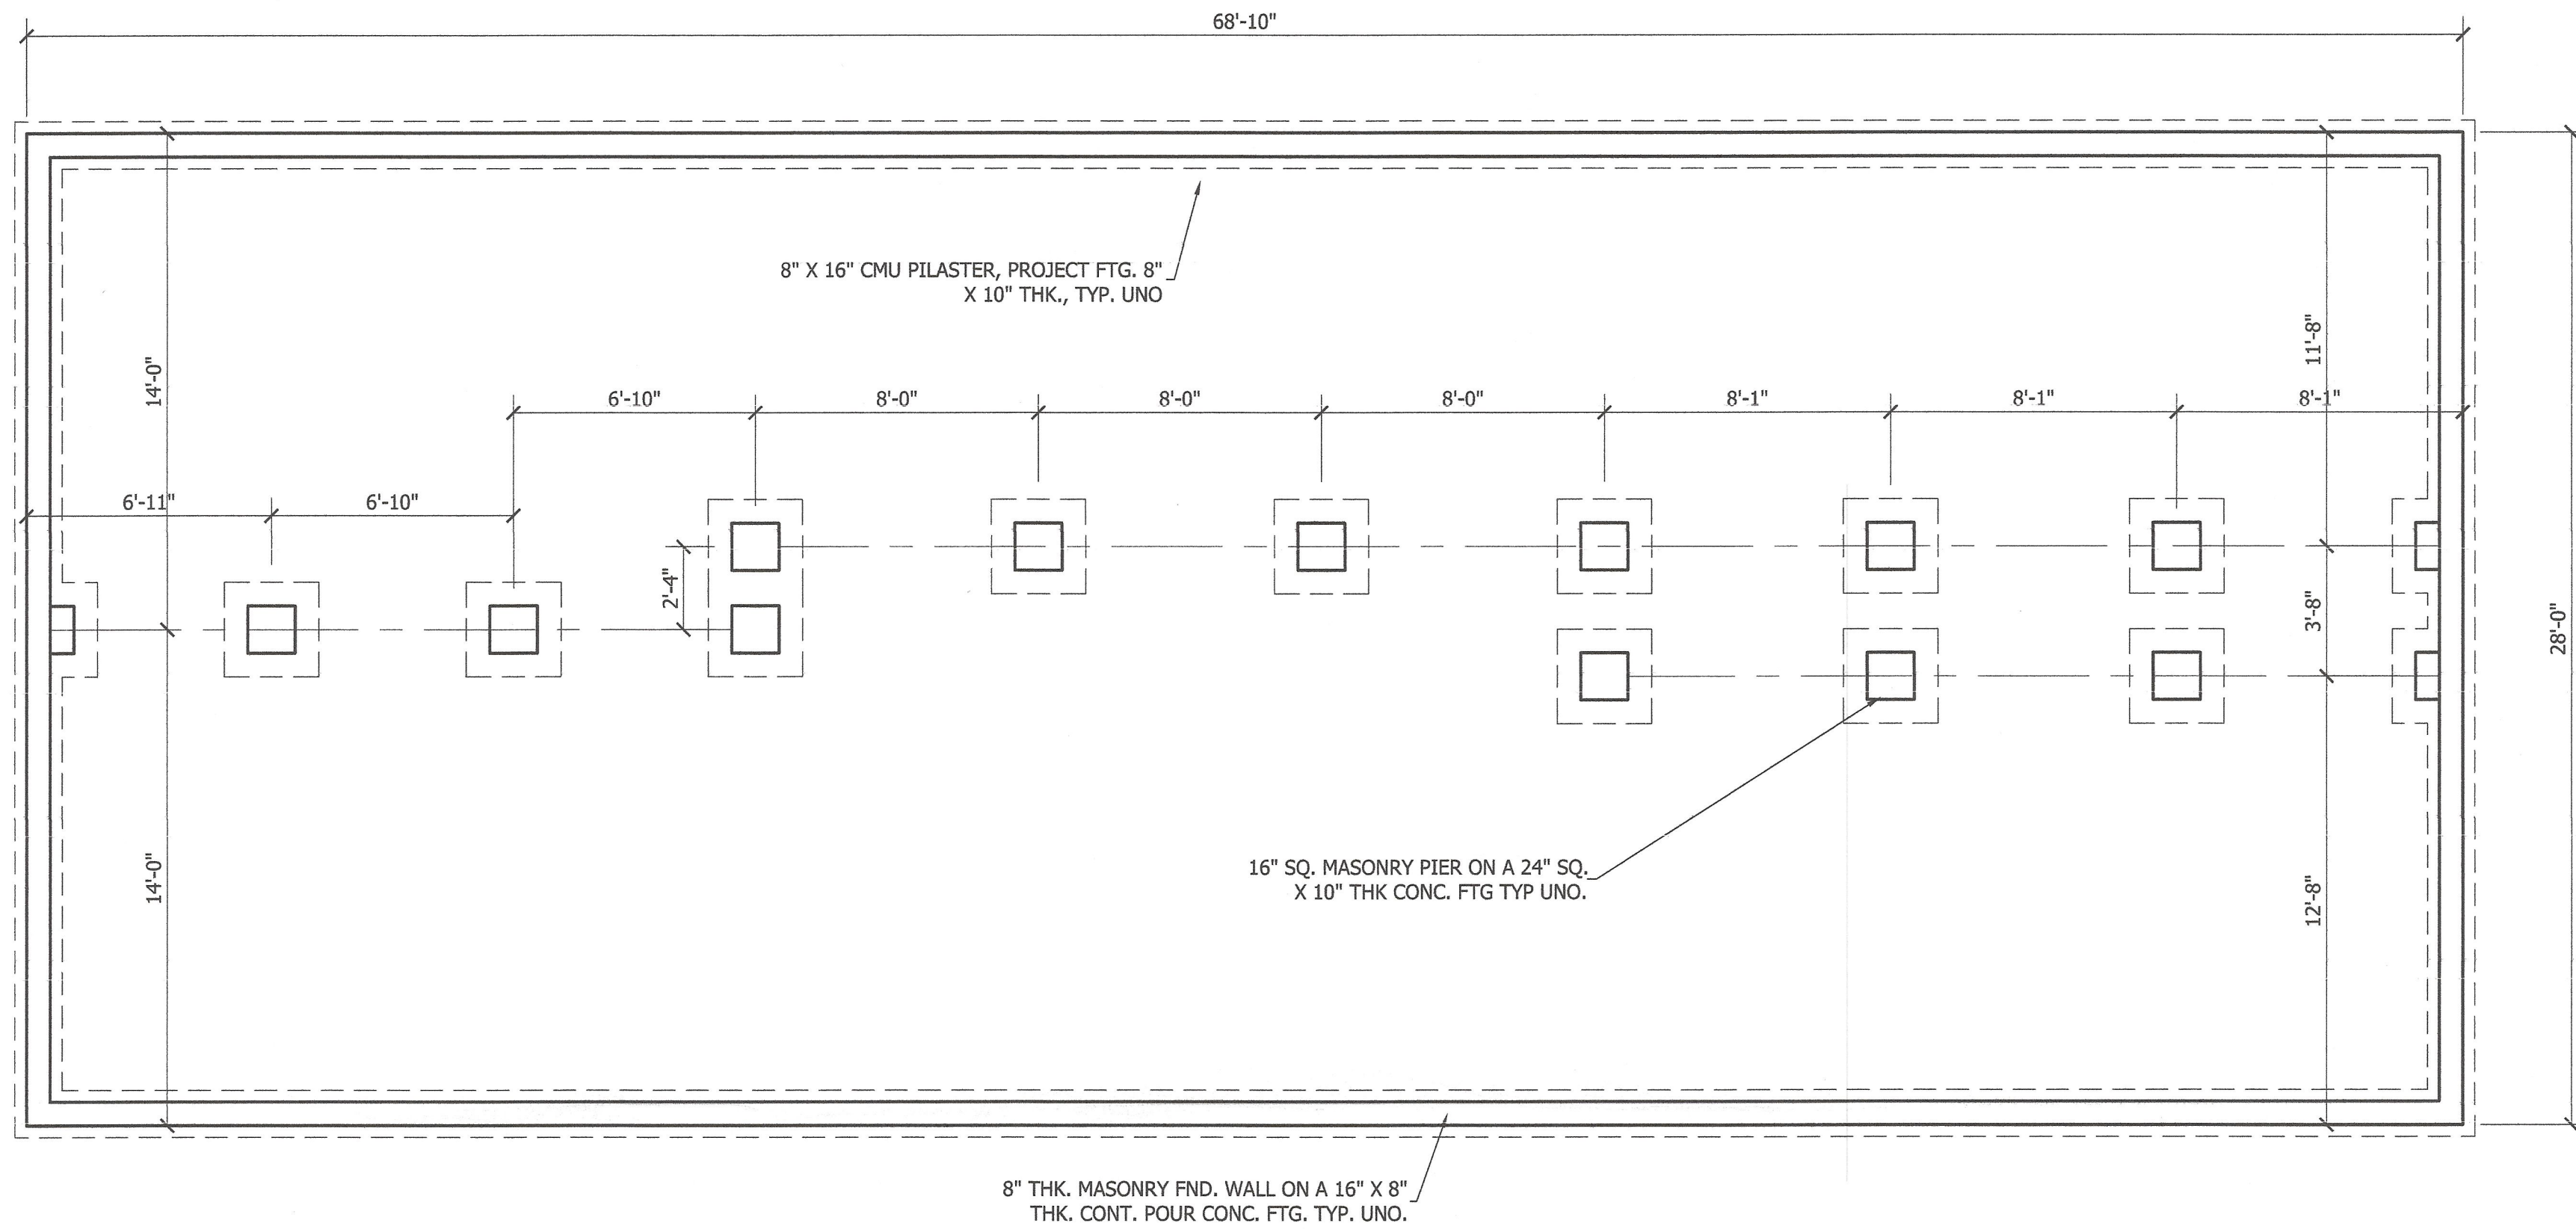 68'-10"
8" X 16" CMU PILASTER, PROJECT FTG. 8"
X 10" THK., TYP. UNO
14'-0"
11'-8"
6'-10"
8'-0"
8'-0"
8'-0"
8'-1"
8'-1"
8'-1"
6'-11"
6'-10"
2'-4"
3'-8"
28'-0"
16" SQ. MASONRY PIER ON A 24" SQ.
X 10" THK CONC. FTG TYP UNO.
14'-0"
12'-8"
8" THK. MASONRY FND. WALL ON A 16" X 8"
THK. CONT. POUR CONC. FTG. TYP. UNO.